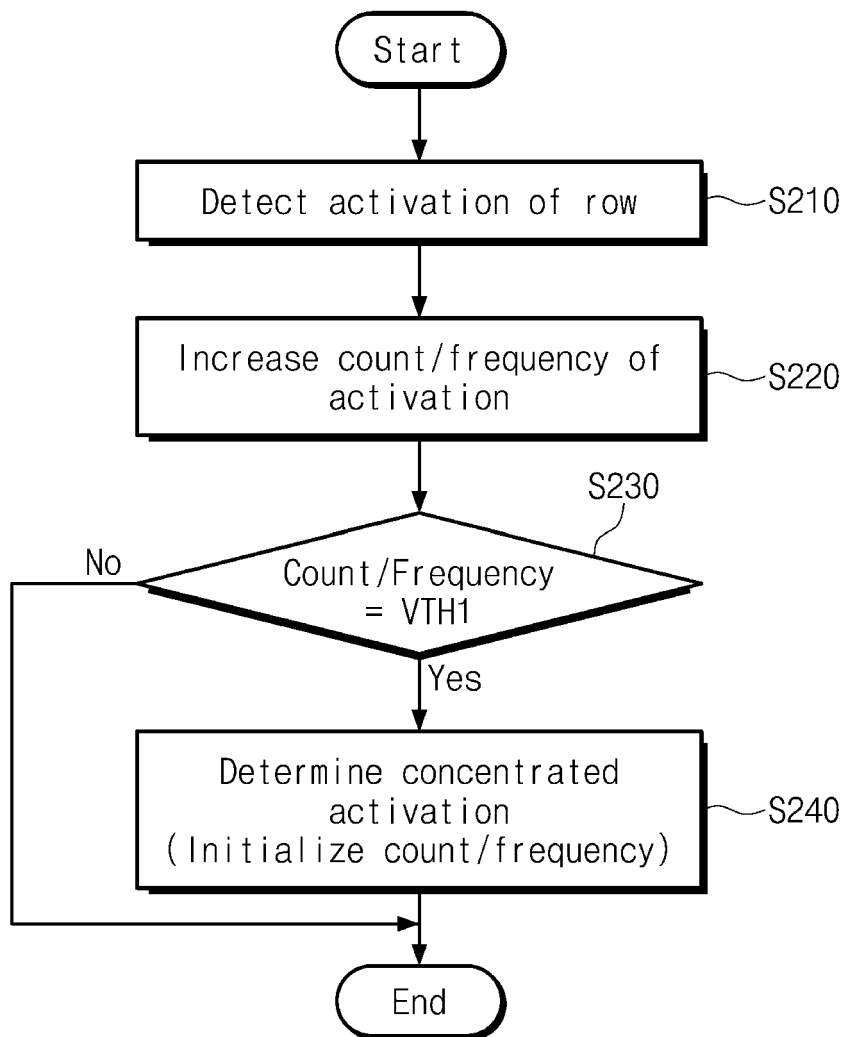 Start
Detect activation of row
S210
Increase count/frequency of
activation
S220
S230
No
Count/Frequency
= VTH1
Yes
Determine concentrated
activation
(Initialize count/frequency)
S240
End